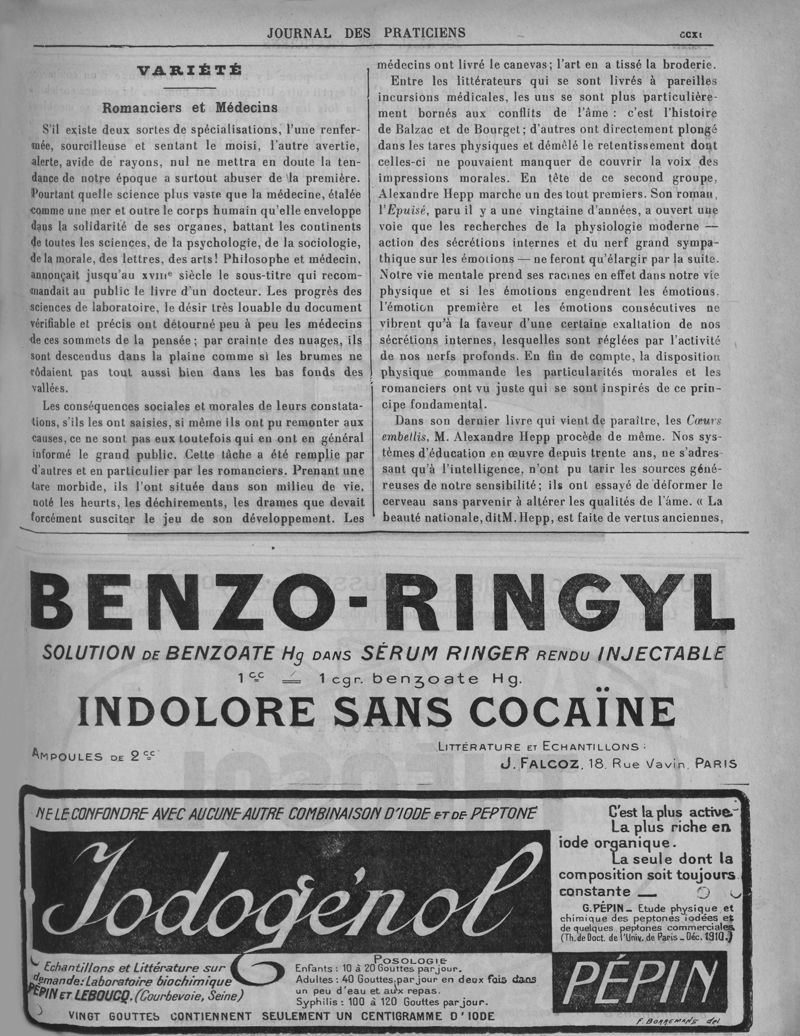 JOURNAL DES PRATICIENS
CCXI
VARIÉTÉ
Romanciers et Médecins
S'il existe deux sortes de spécialisations, l'une renfer-
mée, sourcilleuse et sentant le moisi, l'autre avertie,
alerte, avide de rayons, nul ne mettra en doute la ten-
dance de notre époque a surtout abuser de la première.
Pourtant quelle science plus vaste que la médecine, étalée
comme une mer et outre le corps humain qu'elle enveloppe
dans la solidarité de ses organes, battant les continents
de toutes les sciences, de la psychologie, de la sociologie,
de la morale, des lettres, des arts! Philosophe et médecin,
annonçait jusqu'au XVIIIe siècle le sous-titre qui recom-
mandait au public le livre d'un docteur. Les progrès des
sciences de laboratoire, le désir très louable du document
vérifiable et précis ont détourné peu à peu les médecins
de ces sommets de la pensée; par crainte des nuages, ils
sont descendus dans la plaine comme si les brumes ne
rôdaient pas tout aussi bien dans les bas fonds des
vallées.
Les conséquences sociales et morales de leurs constata-
tions, s'ils les ont saisies, si même ils ont pu remonter aux
causes, ce ne sont pas eux toutefois qui en ont en général
informé le grand public. Cette tâche a été remplie par
d'autres et en particulier par les romanciers. Prenant une
tare morbide, ils l'ont située dans son milieu de vie,
noté les heurts, les déchirements, les drames que devait
forcément susciter le jeu de son développement. Les
médecins ont livré le canevas; l'art en a tissé la broderie.
Entre les littérateurs qui se sont livrés à pareilles
incursions médicales, les uns se sont plus particulière-
ment bornés aux conflits de l'âme : c'est l'histoire
de Balzac et de Bourget; d'autres ont directement plongé
dans les tares physiques et démêlé le retentissement dont
celles-ci ne pouvaient manquer de couvrir la voix des
impressions morales. En tête de ce second groupe,
Alexandre Hepp marche un des tout premiers. Son roman,
l'Epuisé, paru il y a une vingtaine d'années, a ouvert une
voie que les recherches de la physiologie moderne —
action des sécrétions internes et du nerf grand sympa-
thique sur les émotions — ne feront qu'élargir par la suite.
Notre vie mentale prend ses racines en effet dans notre vie
physique et si les émotions engendrent les émotions,
l'émotion première et les émotions consécutives ne
vibrent qu'à la faveur d'une certaine exaltation de nos
sécrétions internes, lesquelles sont réglées par l'activité
de nos nerfs profonds. En fin de compte, la disposition
physique commande les particularités morales et les
romanciers ont vu juste qui se sont inspirés de ce prin-
cipe fondamental.
Dans son dernier livre qui vient de paraître, les Cœurs
embellis, M. Alexandre Hepp procède de même. Nos sys-
tèmes d'éducation en œuvre depuis trente ans, ne s'adres-
sant qu'à l'intelligence, n'ont pu tarir les sources géné-
reuses de notre sensibilité; ils ont essayé de déformer le
cerveau sans parvenir à altérer les qualités de l'âme. « La
beauté nationale, dit M. Hepp, est faite de vertus anciennes,
BENZO-RINGYL
SOLUTION DE BENZOATE Hg DANS SÉRUM RINGER RENDU INJECTABLE
1cc = 1 cgr. benzoate Hg.
INDOLORE SANS COCAÏNE
AMPOULES DE 2cc
LITTÉRATURE ET ECHANTILLONS :
J. FALCOZ, 18, Rue Vavin, PARIS
NE LE CONFONDRE AVEC AUCUNE AUTRE COMBINAISON D'IODE ET DE PEPTONE
Iodogénol
C'est la plus active
La plus riche en
iode organique.
La seule dont la
composition soit toujours
constante —
G. PÉPIN - Etude physique et
chimique des peptones iodées et
de quelques peptones commerciales
(Th. de Doct. de l'Univ. de Paris - Déc. 1910.)
Echantillons et Littérature sur
demande: Laboratoire biochimique
PÉPIN ET LEBOUCQ. (Courbevoie, Seine)
POSOLOGIE
Enfants : 10 à 20 Gouttes par jour.
Adultes : 40 Gouttes par jour en deux fois dans
un peu d'eau et aux repas.
Syphilis : 100 à 120 Gouttes par jour.
PÉPIN
VINGT GOUTTES CONTIENNENT SEULEMENT UN CENTIGRAMME D'IODE
F. BORREMANS del